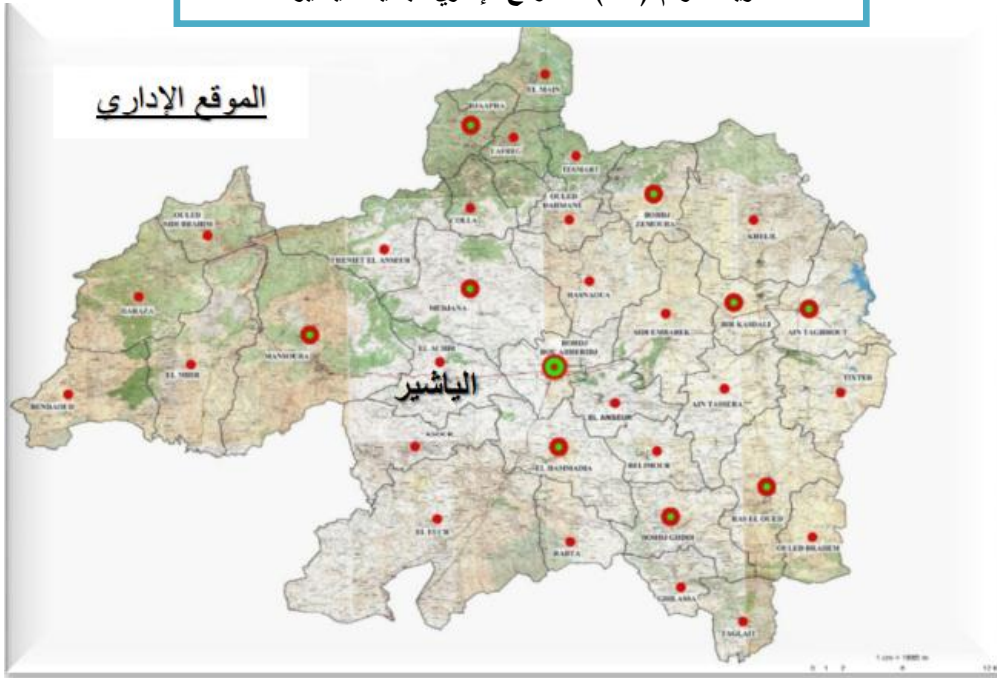 الموقع الإداري
EL MAIN
DJAAFRA
TAFREG
TESMART
OULED
DAHMANE
COLLA
BORDJ
ZEMOURA
KHELIL
OULED
SIDI BRAHIM
THENIET EL ANSEUR
HARAZA
MEDJANA
HASNAOUA
SIDI EMBAREK
BIR KASDALI
AIN TAGHROUT
MANSOURA
EL ACHIR
BORDJ
BOU ARRERIDJ
EL MHIR
الياشير
BENDAOUD
EL ANSEUR
AIN TASSERA
TIXTER
KSOUR
EL HAMMADIA
BELIMOUR
RAS EL OUED
EL EUCH
RABTA
BORDJ GHDIR
OULED BRAHEM
GHILASSA
TAGLAIT